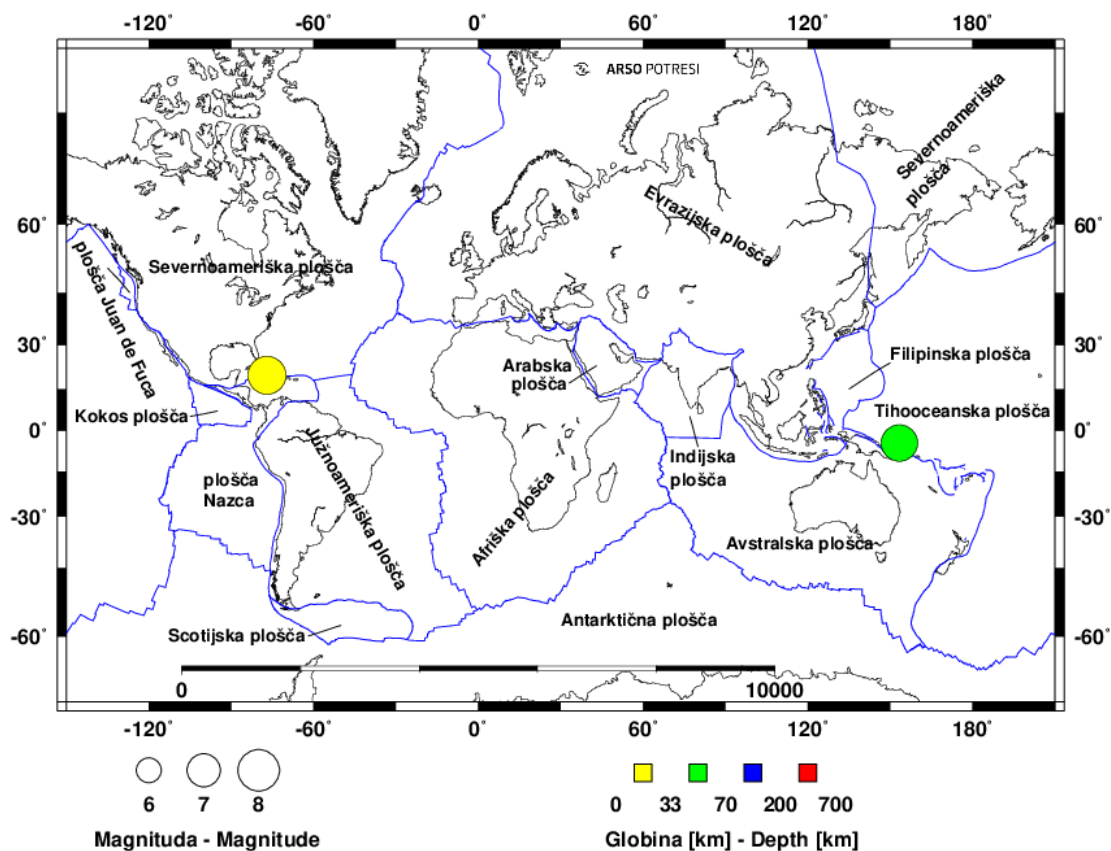 -120° -60° 0° 60° 120° 180°
ARSO POTRESI
Severnoameriška
plošča
60° 60°
Evrazijska plošča
Severnoameriška plošča
plošča Juan de Fuca
30° 30°
Filipinska plošča
Arabska
plošča
Kokos plošča
Tihooceanska plošča
0° 0°
Južnoameriška plošča
Indijska
plošča
plošča
Nazca
Afriška plošča
-30° -30°
Avstralska plošča
Antarktična plošča
Scotijska plošča
-60° -60°
0 10000
-120° -60° 0° 60° 120° 180°
6 7 8
0 33 70 200 700
Magnituda - Magnitude
Globina [km] - Depth [km]